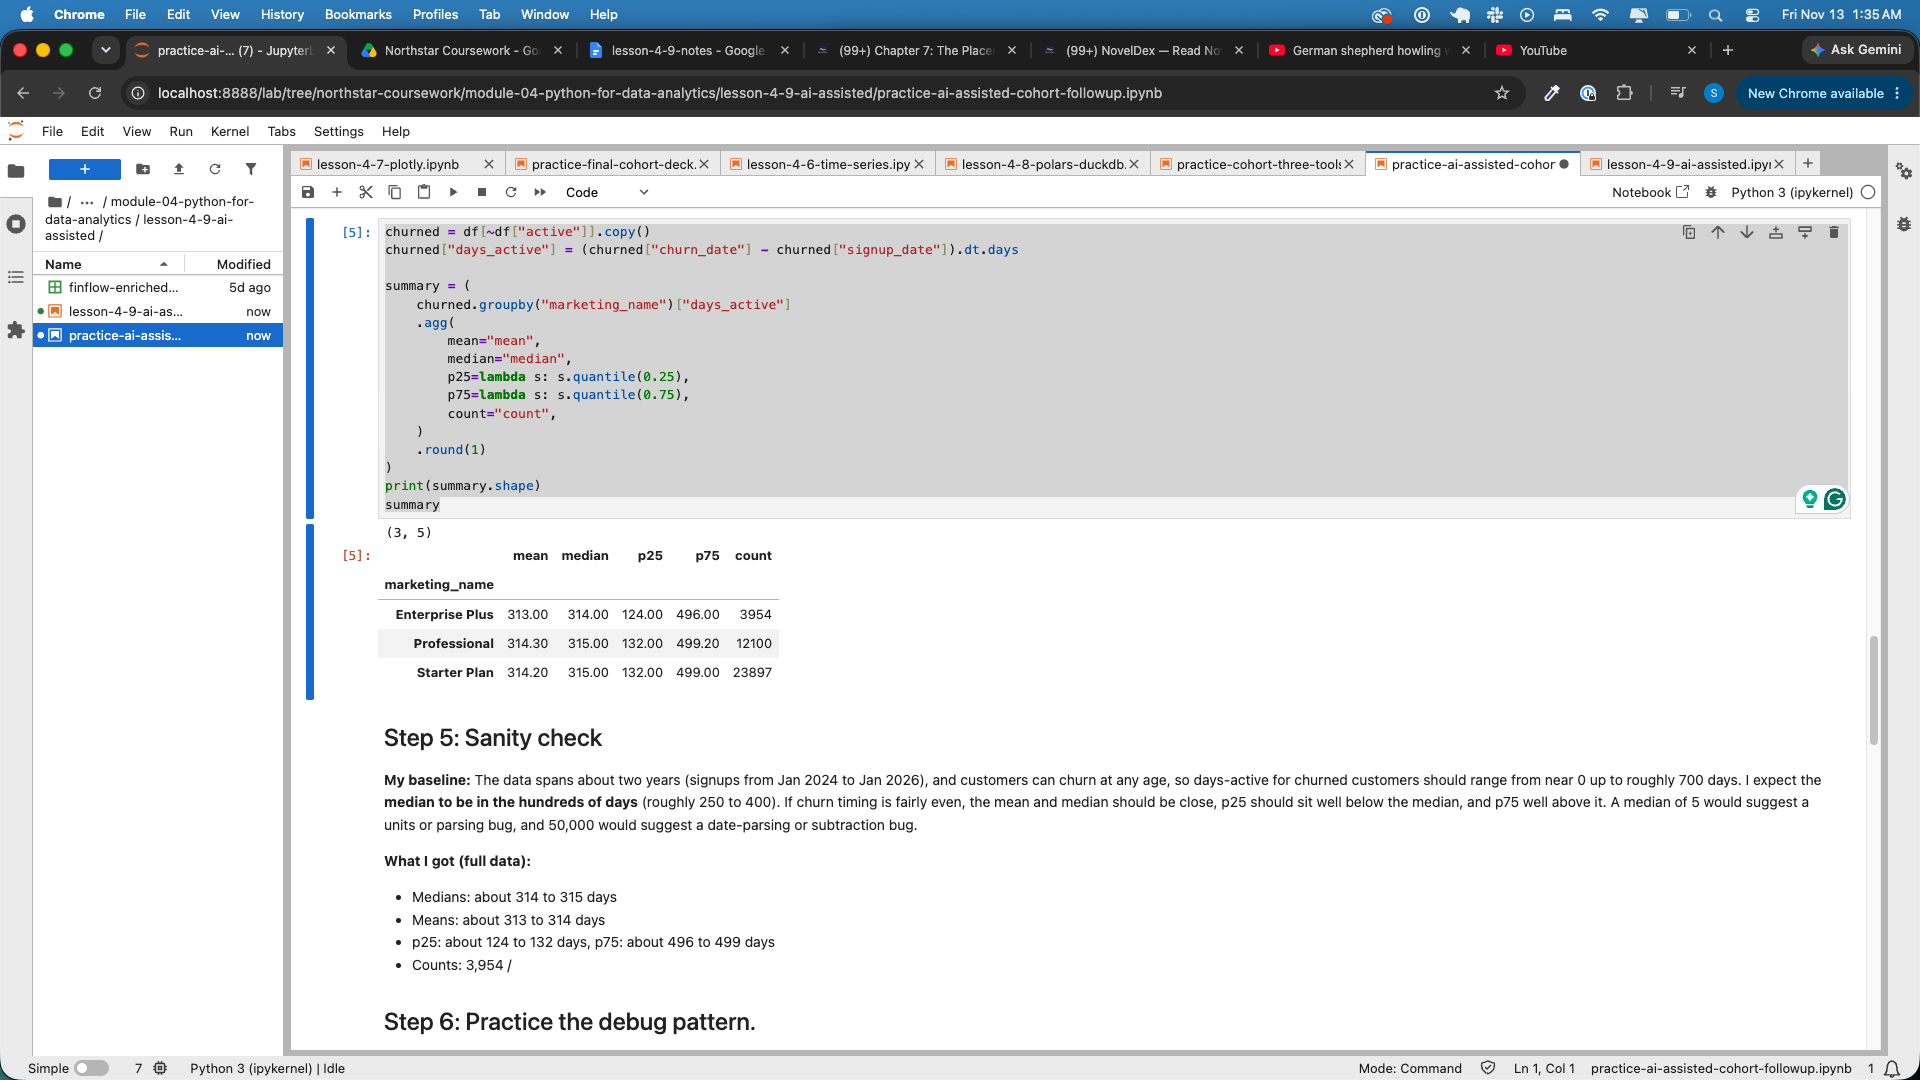 Chrome File Edit View History Bookmarks Profiles Tab Window Help Fri Nov 13 1:35 AM
practice-ai-... (7) - JupyterL Northstar Coursework - Go lesson-4-9-notes - Google (99+) Chapter 7: The Place (99+) NovelDex — Read No German shepherd howling w YouTube Ask Gemini
localhost:8888/lab/tree/northstar-coursework/module-04-python-for-data-analytics/lesson-4-9-ai-assisted/practice-ai-assisted-cohort-followup.ipynb S New Chrome available
File Edit View Run Kernel Tabs Settings Help
lesson-4-7-plotly.ipynb practice-final-cohort-deck. lesson-4-6-time-series.ipy lesson-4-8-polars-duckdb. practice-cohort-three-tools practice-ai-assisted-cohor lesson-4-9-ai-assisted.ipyr
Code Notebook Python 3 (ipykernel)
/ ··· / module-04-python-for-
data-analytics / lesson-4-9-ai-
assisted /
Name Modified
finflow-enriched... 5d ago
lesson-4-9-ai-as... now
practice-ai-assis... now
[5]: churned = df[~df["active"]].copy()
churned["days_active"] = (churned["churn_date"] - churned["signup_date"]).dt.days
summary = (
churned.groupby("marketing_name")["days_active"]
.agg(
mean="mean",
median="median",
p25=lambda s: s.quantile(0.25),
p75=lambda s: s.quantile(0.75),
count="count",
)
.round(1)
)
print(summary.shape)
summary
(3, 5)
[5]: mean median p25 p75 count
marketing_name
Enterprise Plus 313.00 314.00 124.00 496.00 3954
Professional 314.30 315.00 132.00 499.20 12100
Starter Plan 314.20 315.00 132.00 499.00 23897
Step 5: Sanity check
My baseline: The data spans about two years (signups from Jan 2024 to Jan 2026), and customers can churn at any age, so days-active for churned customers should range from near 0 up to roughly 700 days. I expect the
median to be in the hundreds of days (roughly 250 to 400). If churn timing is fairly even, the mean and median should be close, p25 should sit well below the median, and p75 well above it. A median of 5 would suggest a
units or parsing bug, and 50,000 would suggest a date-parsing or subtraction bug.
What I got (full data):
• Medians: about 314 to 315 days
• Means: about 313 to 314 days
• p25: about 124 to 132 days, p75: about 496 to 499 days
• Counts: 3,954 /
Step 6: Practice the debug pattern.
Simple 7 Python 3 (ipykernel) | Idle Mode: Command Ln 1, Col 1 practice-ai-assisted-cohort-followup.ipynb 1